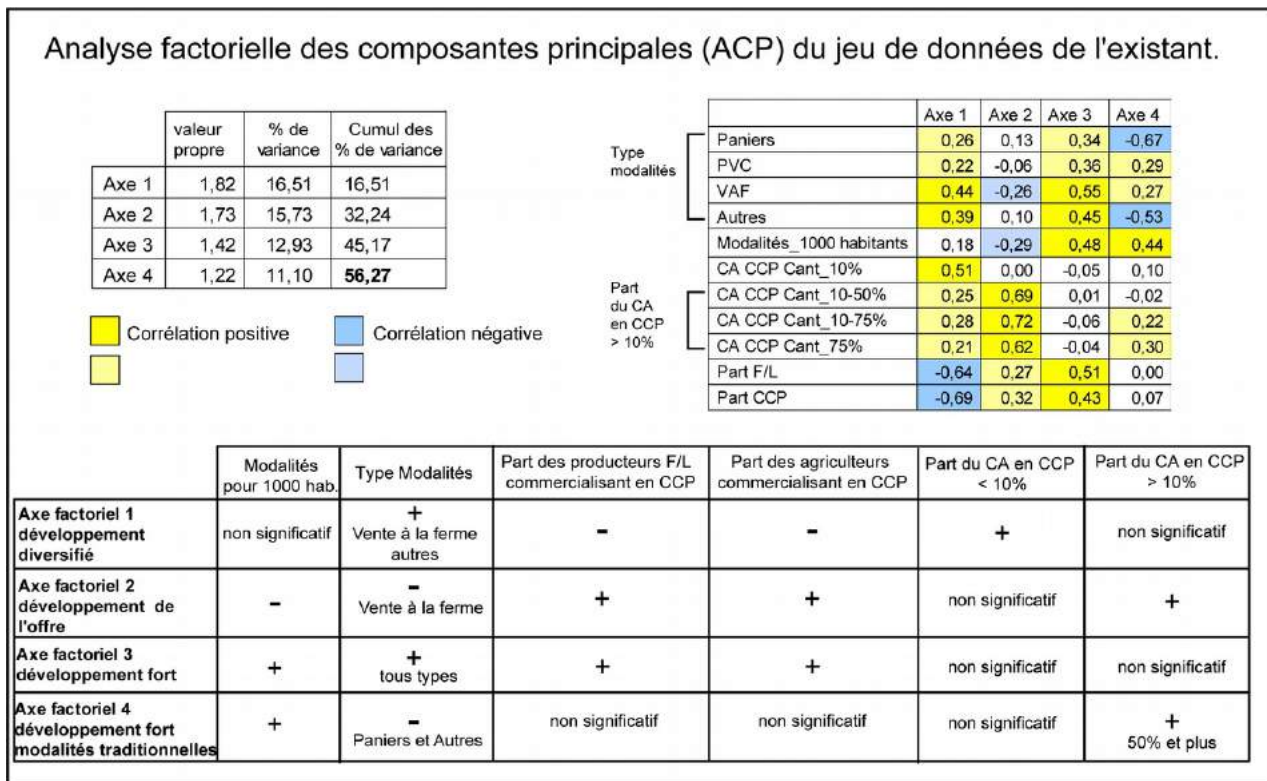 Analyse factorielle des composantes principales (ACP) du jeu de données de l'existant.
valeur propre % de variance Cumul des % de variance
Axe 1 1,82 16,51 16,51
Axe 2 1,73 15,73 32,24
Axe 3 1,42 12,93 45,17
Axe 4 1,22 11,10 56,27
Corrélation positive Corrélation négative
Axe 1 Axe 2 Axe 3 Axe 4
Type modalités
Paniers 0,26 0,13 0,34 -0,67
PVC 0,22 -0,06 0,36 0,29
VAF 0,44 -0,26 0,55 0,27
Autres 0,39 0,10 0,45 -0,53
Modalités_1000 habitants 0,18 -0,29 0,48 0,44
CA CCP Cant_10% 0,51 0,00 -0,05 0,10
Part du CA en CCP > 10%
CA CCP Cant_10-50% 0,25 0,69 0,01 -0,02
CA CCP Cant_10-75% 0,28 0,72 -0,06 0,22
CA CCP Cant_75% 0,21 0,62 -0,04 0,30
Part F/L -0,64 0,27 0,51 0,00
Part CCP -0,69 0,32 0,43 0,07
Modalités pour 1000 hab. Type Modalités Part des producteurs F/L commercialisant en CCP Part des agriculteurs commercialisant en CCP Part du CA en CCP < 10% Part du CA en CCP > 10%
Axe factoriel 1 développement diversifié non significatif + Vente à la ferme autres - - + non significatif
Axe factoriel 2 développement de l'offre - - Vente à la ferme + + non significatif +
Axe factoriel 3 développement fort + + tous types + + non significatif non significatif
Axe factoriel 4 développement fort modalités traditionnelles + - Paniers et Autres non significatif non significatif non significatif + 50% et plus